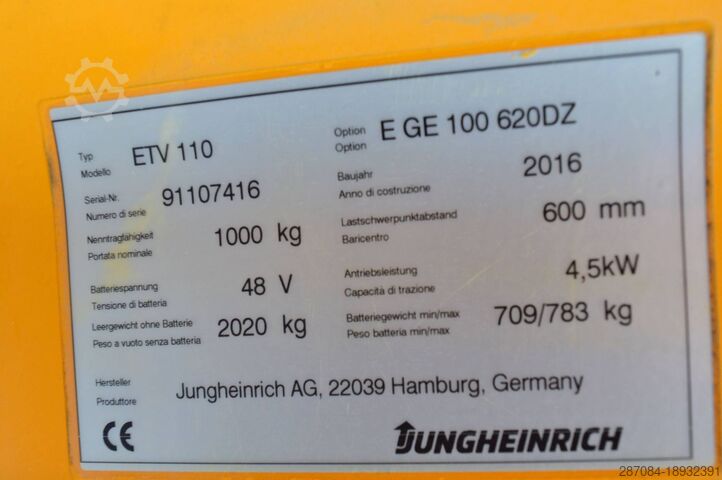 Typ ETV 110 Option E GE 100 620DZ
Modello Option
Serial-Nr. 91107416 Baujahr 2016
Numero di serie Anno di costruzione
Nenntragfähigkeit 1000 kg Lastschwerpunktabstand 600 mm
Portata nominale Baricentro
Batteriespannung 48 V Antriebsleistung 4,5kW
Tensione di batteria Capacità di trazione
Leergewicht ohne Batterie 2020 kg Batteriegewicht min/max 709/783 kg
Peso a vuoto senza batteria Peso batteria min/max
Hersteller Jungheinrich AG, 22039 Hamburg, Germany
Produttore
CE JUNGHEINRICH
287084-18932391